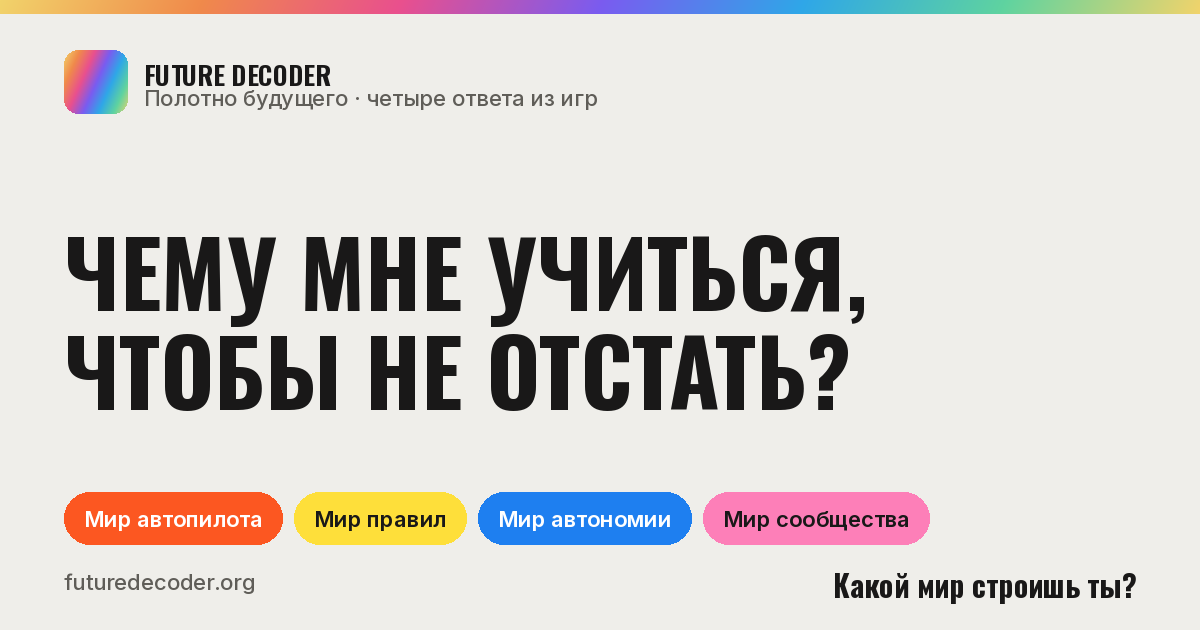 FUTURE DECODER
Полотно будущего · четыре ответа из игр
ЧЕМУ МНЕ УЧИТЬСЯ,
ЧТОБЫ НЕ ОТСТАТЬ?
Мир автопилота
Мир правил
Мир автономии
Мир сообщества
futuredecoder.org
Какой мир строишь ты?